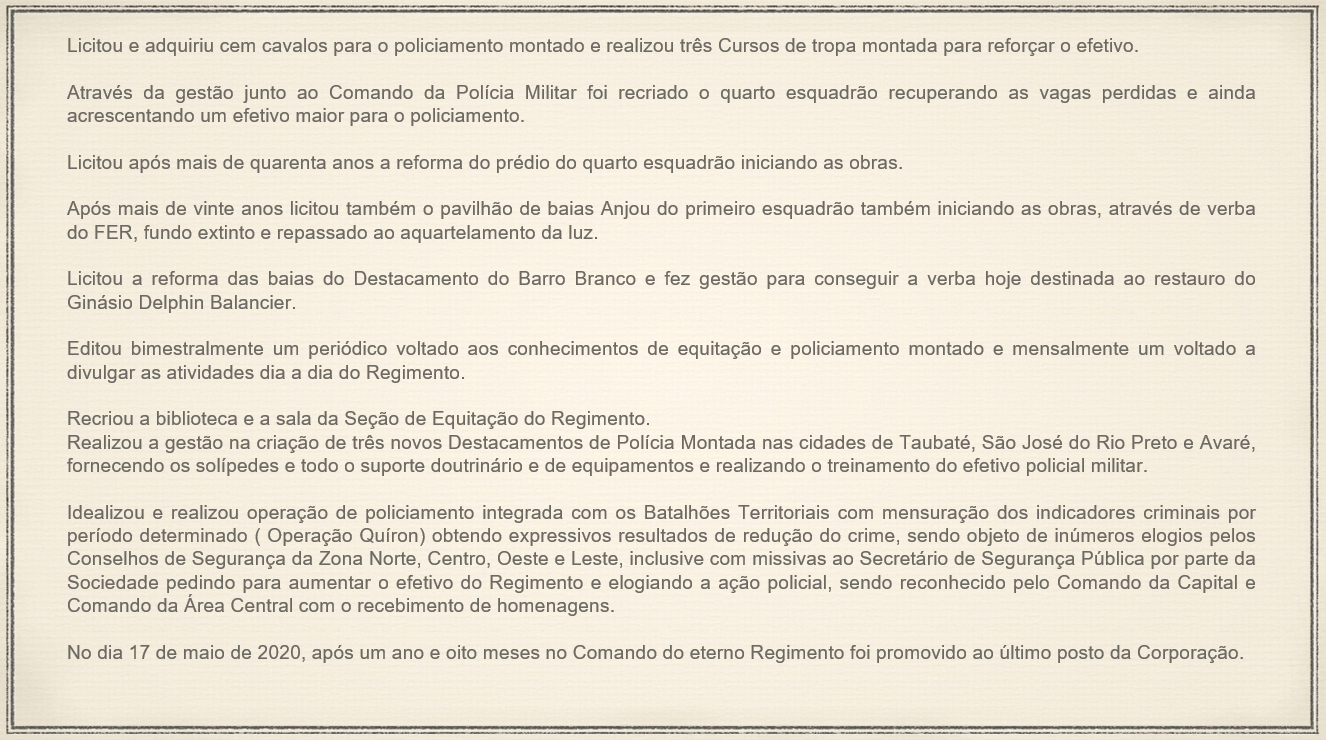 Licitou e adquiriu cem cavalos para o policiamento montado e realizou três Cursos de tropa montada para reforçar o efetivo.
Através da gestão junto ao Comando da Polícia Militar foi recriado o quarto esquadrão recuperando as vagas perdidas e ainda
acrescentando um efetivo maior para o policiamento.
Licitou após mais de quarenta anos a reforma do prédio do quarto esquadrão iniciando as obras.
Após mais de vinte anos licitou também o pavilhão de baias Anjou do primeiro esquadrão também iniciando as obras, através de verba
do FER, fundo extinto e repassado ao aquartelamento da luz.
Licitou a reforma das baias do Destacamento do Barro Branco e fez gestão para conseguir a verba hoje destinada ao restauro do
Ginásio Delphin Balancier.
Editou bimestralmente um periódico voltado aos conhecimentos de equitação e policiamento montado e mensalmente um voltado a
divulgar as atividades dia a dia do Regimento.
Recriou a biblioteca e a sala da Seção de Equitação do Regimento.
Realizou a gestão na criação de três novos Destacamentos de Polícia Montada nas cidades de Taubaté, São José do Rio Preto e Avaré,
fornecendo os solípedes e todo o suporte doutrinário e de equipamentos e realizando o treinamento do efetivo policial militar.
Idealizou e realizou operação de policiamento integrada com os Batalhões Territoriais com mensuração dos indicadores criminais por
período determinado ( Operação Quíron) obtendo expressivos resultados de redução do crime, sendo objeto de inúmeros elogios pelos
Conselhos de Segurança da Zona Norte, Centro, Oeste e Leste, inclusive com missivas ao Secretário de Segurança Pública por parte da
Sociedade pedindo para aumentar o efetivo do Regimento e elogiando a ação policial, sendo reconhecido pelo Comando da Capital e
Comando da Área Central com o recebimento de homenagens.
No dia 17 de maio de 2020, após um ano e oito meses no Comando do eterno Regimento foi promovido ao último posto da Corporação.